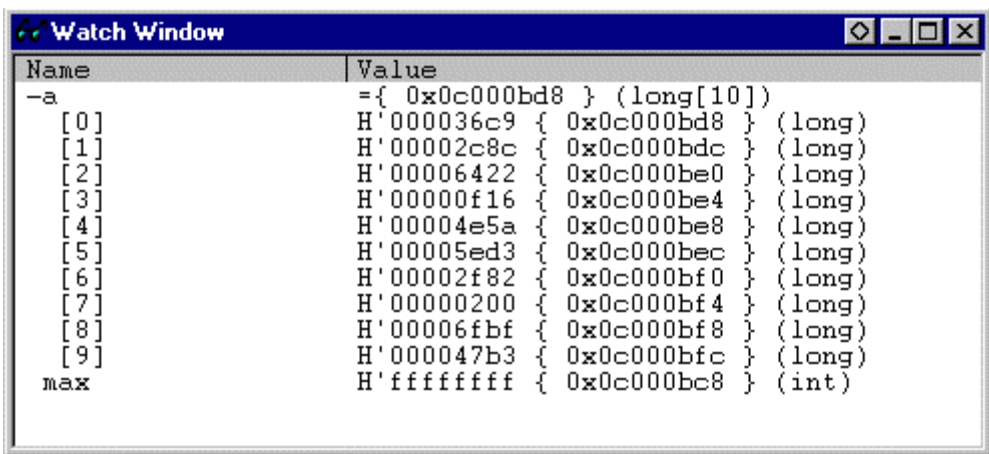 Watch Window
Name Value
-a ={ 0x0c000bd8 } (long[10])
[0] H'000036c9 { 0x0c000bd8 } (long)
[1] H'00002c8c { 0x0c000bdc } (long)
[2] H'00006422 { 0x0c000be0 } (long)
[3] H'00000f16 { 0x0c000be4 } (long)
[4] H'00004e5a { 0x0c000be8 } (long)
[5] H'00005ed3 { 0x0c000bec } (long)
[6] H'00002f82 { 0x0c000bf0 } (long)
[7] H'00000200 { 0x0c000bf4 } (long)
[8] H'00006fbf { 0x0c000bf8 } (long)
[9] H'000047b3 { 0x0c000bfc } (long)
max H'ffffffff { 0x0c000bc8 } (int)